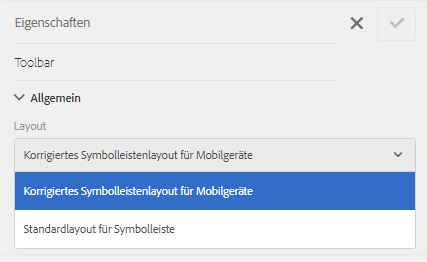 Eigenschaften
Toolbar
Allgemein
Layout
Korrigiertes Symbolleistenlayout für Mobilgeräte
Korrigiertes Symbolleistenlayout für Mobilgeräte
Standardlayout für Symbolleiste